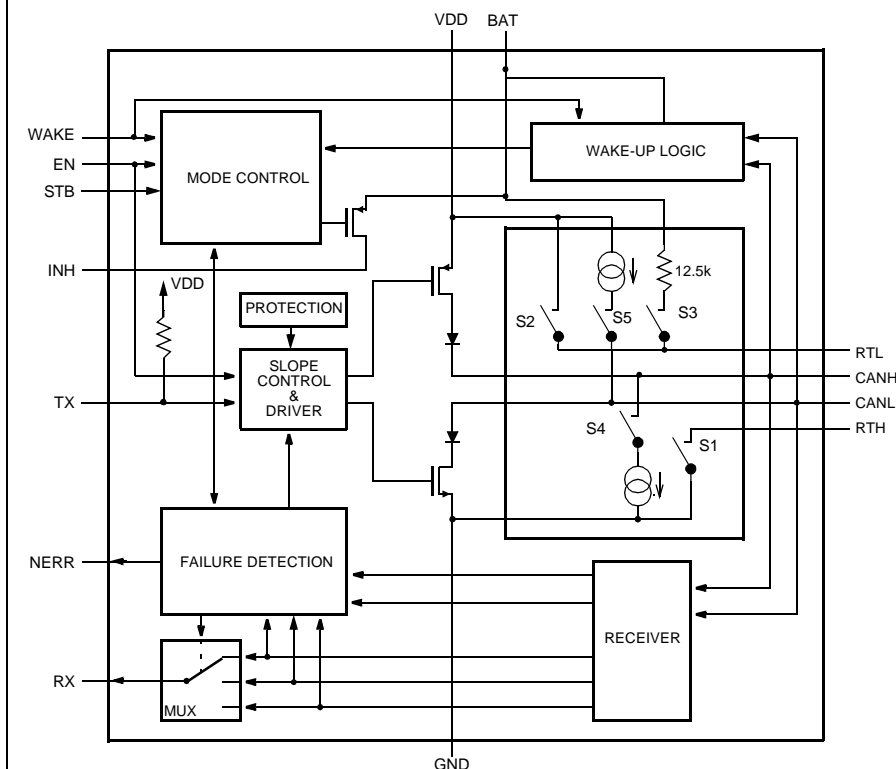 VDD BAT
WAKE
EN
STB
MODE CONTROL
WAKE-UP LOGIC
INH
VDD
12.5k
PROTECTION
S2 S5 S3
SLOPE
CONTROL
&
DRIVER
TX
RTL
CANH
CANL
RTH
S4
S1
NERR
FAILURE DETECTION
RECEIVER
RX
MUX
GND